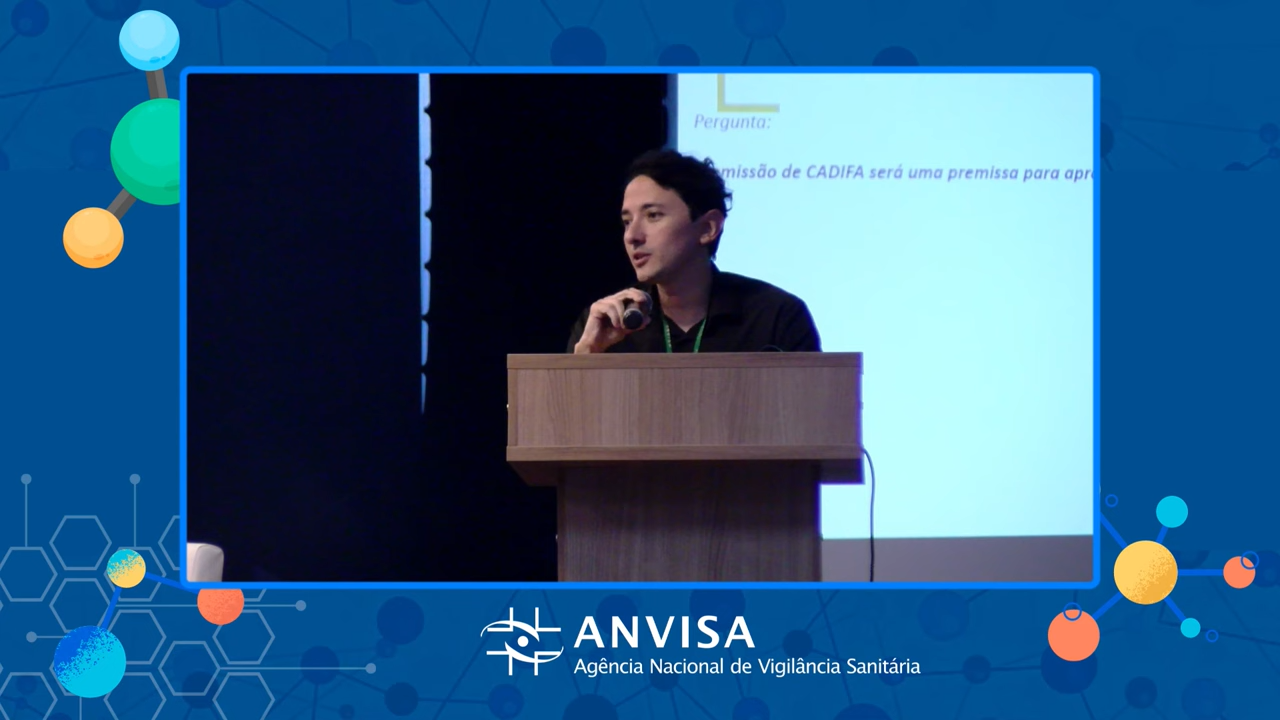 Pergunta:
missão de CADIFA será uma premissa para apr
ANVISA
Agência Nacional de Vigilância Sanitária